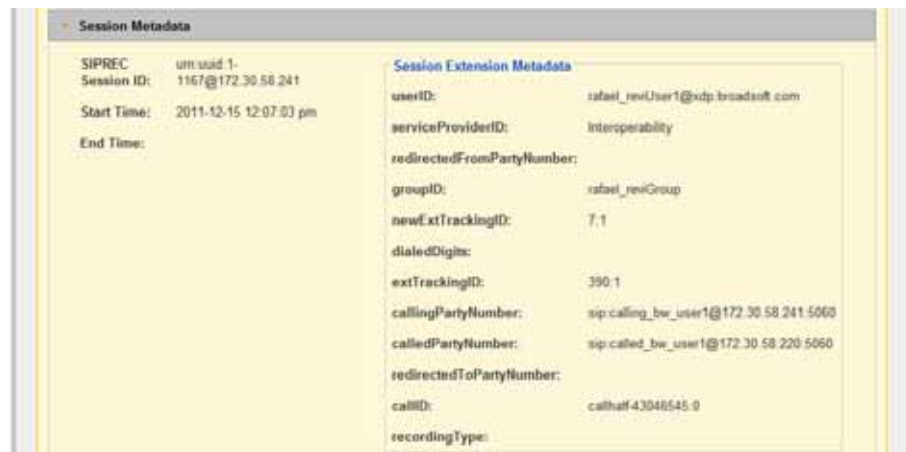 Session Metadata
SIPREC Session ID: urn:uuid:1-1167@172.30.58.241
Start Time: 2011-12-15 12:07:03 pm
End Time:
Session Extension Metadata
userID: rafael_reviUser1@xdp.broadsoft.com
serviceProviderID: Interoperability
redirectedFromPartyNumber:
groupID: rafael_reviGroup
newExtTrackingID: 7:1
dialedDigits:
extTrackingID: 390:1
callingPartyNumber: sip:calling_bw_user1@172.30.58.241:5060
calledPartyNumber: sip:called_bw_user1@172.30.58.220:5060
redirectedToPartyNumber:
callID: callhalf-43046545:0
recordingType: